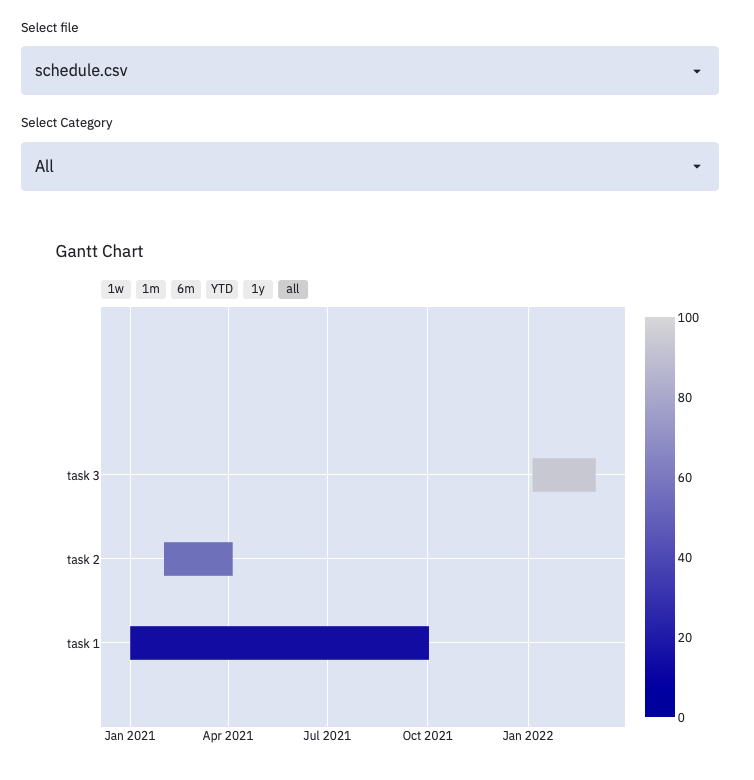 Select file
schedule.csv
Select Category
All
Gantt Chart
1w 1m 6m YTD 1y all
100
80
task 3
60
task 2
40
task 1
20
0
Jan 2021 Apr 2021 Jul 2021 Oct 2021 Jan 2022